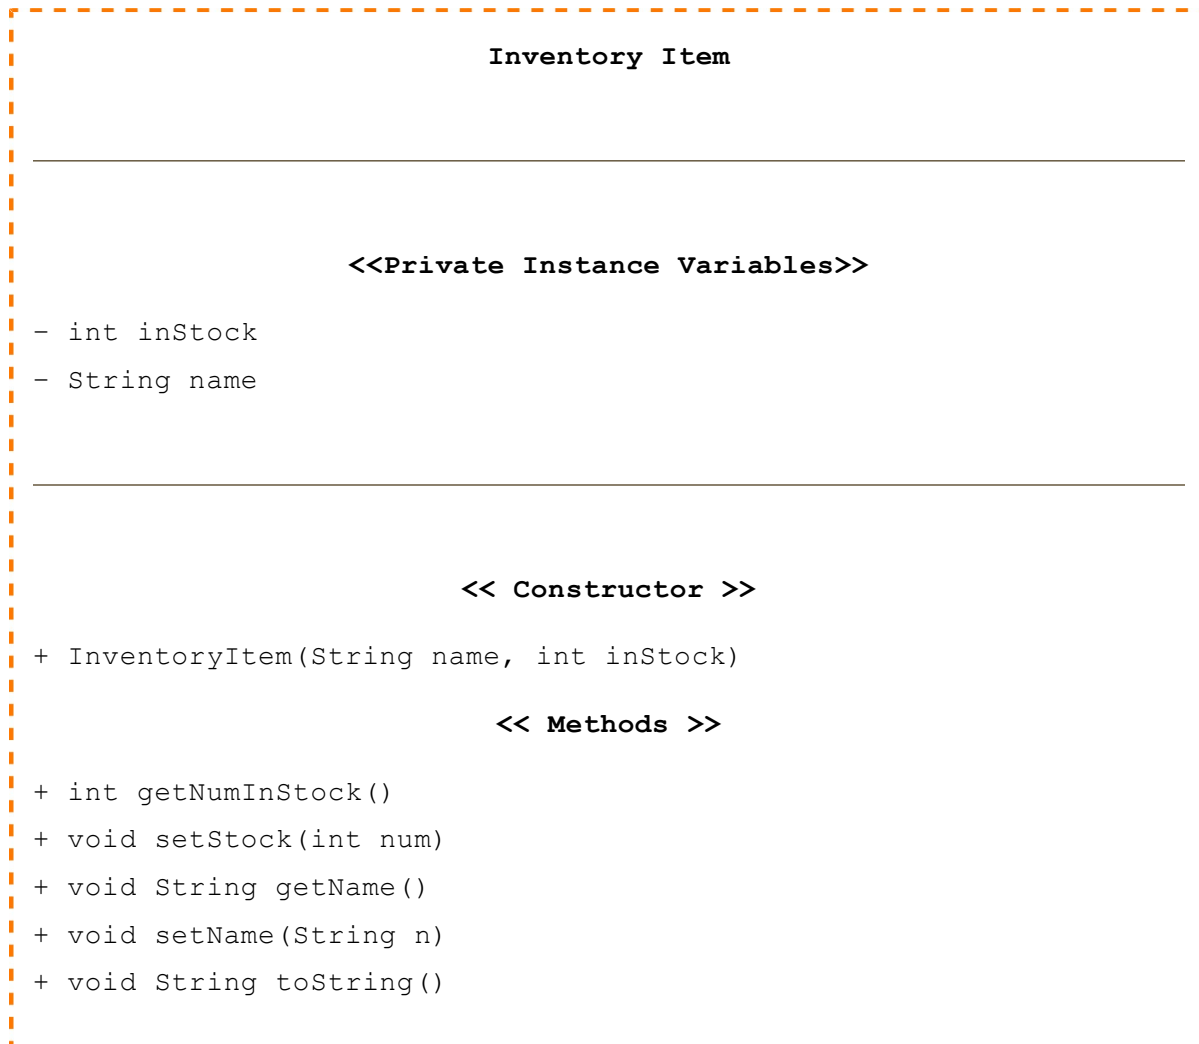 Inventory Item
<<Private Instance Variables>>
- int inStock
- String name
<< Constructor >>
+ InventoryItem(String name, int inStock)
<< Methods >>
+ int getNumInStock()
+ void setStock(int num)
+ void String getName()
+ void setName(String n)
+ void String toString()